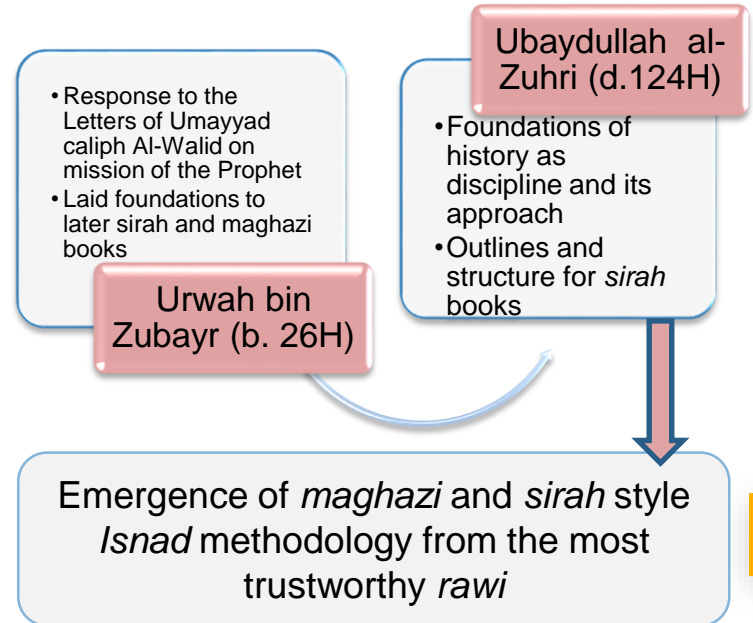 • Response to the
Letters of Umayyad
caliph Al-Walid on
mission of the Prophet
• Laid foundations to
later sirah and maghazi
books
Urwah bin
Zubayr (b. 26H)
Ubaydullah al-
Zuhri (d.124H)
•Foundations of
history as
discipline and its
approach
•Outlines and
structure for sirah
books
Emergence of maghazi and sirah style
Isnad methodology from the most
trustworthy rawi